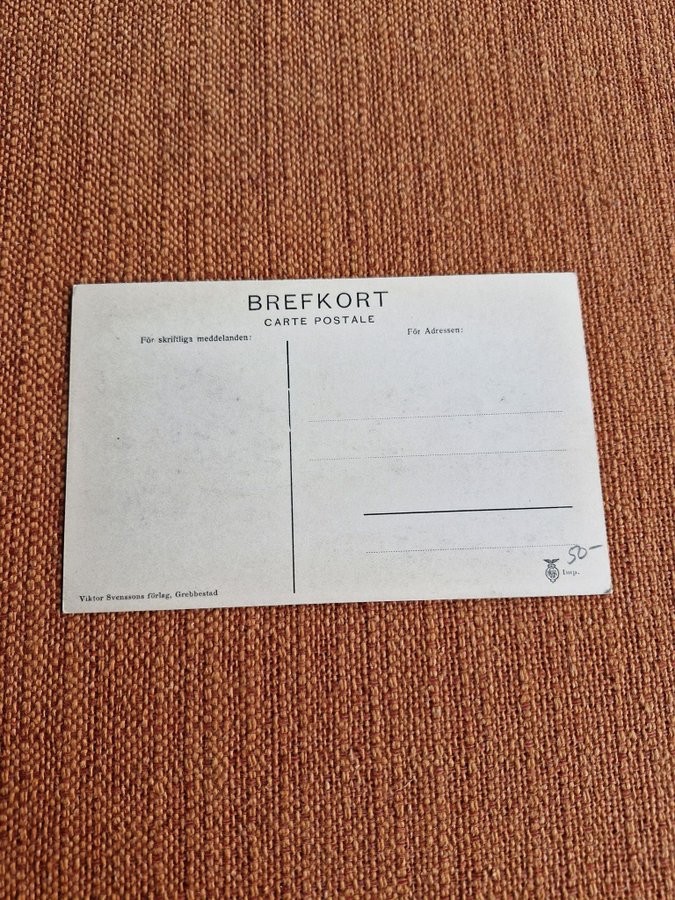 BREFKORT
CARTE POSTALE
För skriftliga meddelanden:
För Adressen:
50-
Imp.
Viktor Svenssons förlag, Grebbestad